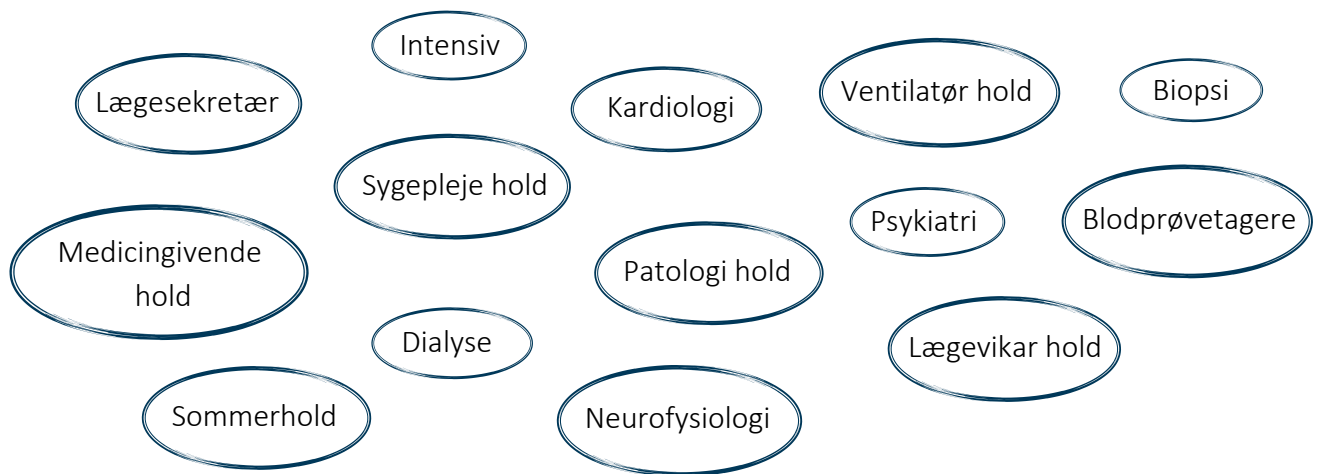 Intensiv
Lægesekretær
Kardiologi
Ventilatør hold
Biopsi
Sygepleje hold
Psykiatri
Blodprøvetagere
Medicingivende
hold
Patologi hold
Dialyse
Lægevikar hold
Sommerhold
Neurofysiologi